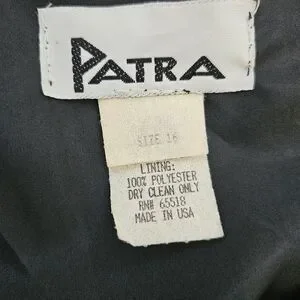 PATRA
SIZE 16
LINING:
100% POLYESTER
DRY CLEAN ONLY
RN# 65518
MADE IN USA